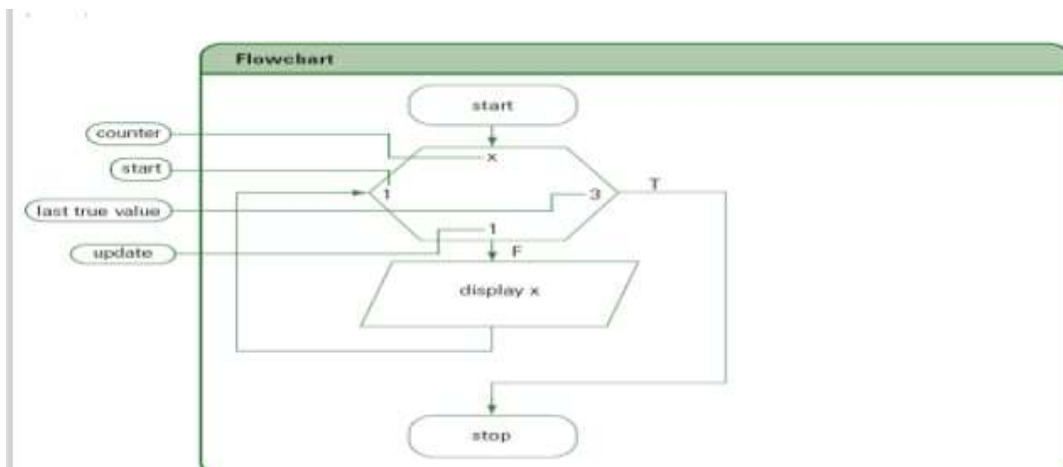 Flowchart
start
counter
x
start
1
3
T
last true value
1
update
F
display x
stop